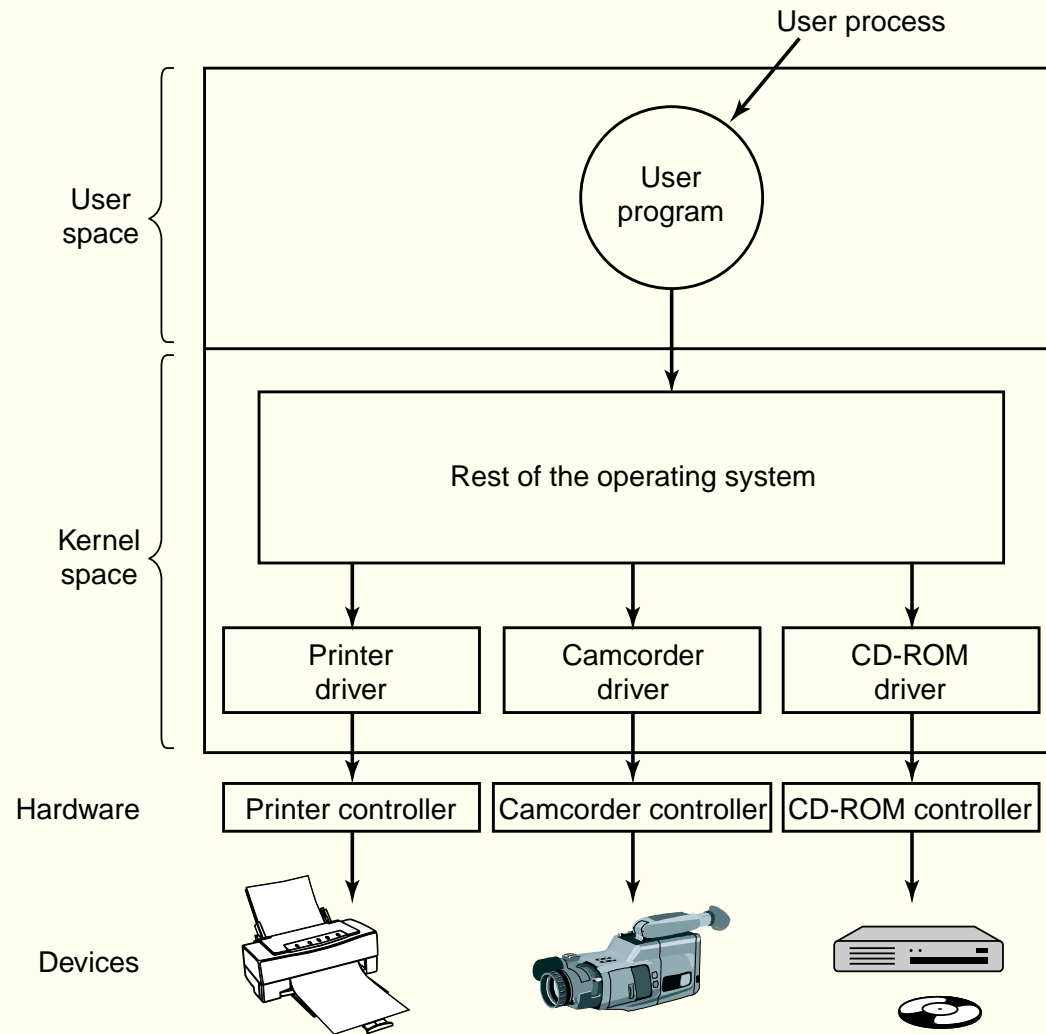 User process
User
program
User
space
Rest of the operating system
Kernel
space
Printer
driver
Camcorder
driver
CD-ROM
driver
Hardware
Printer controller
Camcorder controller
CD-ROM controller
Devices